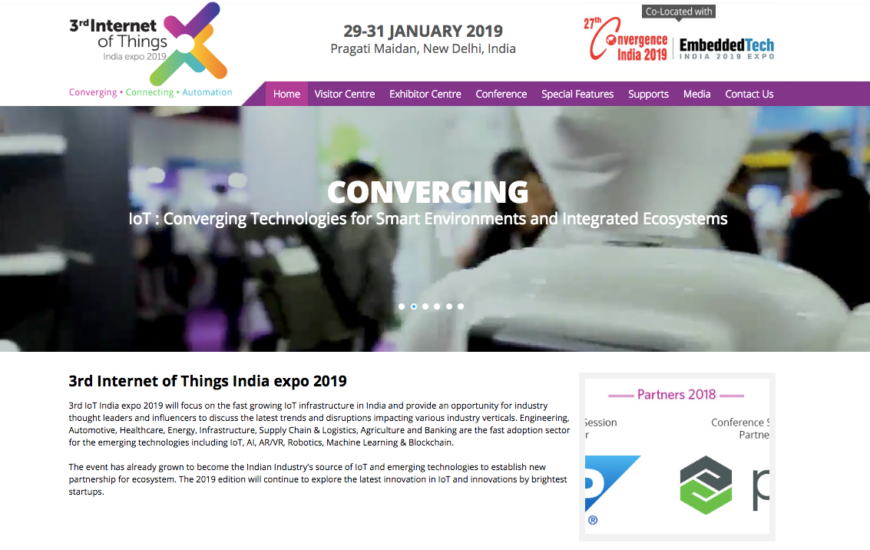 3rd Internet
of Things
India expo 2019
Converging • Connecting • Automation
29-31 JANUARY 2019
Pragati Maidan, New Delhi, India
Co-Located with
27th Convergence
India 2019
EmbeddedTech
INDIA 2019 EXPO
Home Visitor Centre Exhibitor Centre Conference Special Features Supports Media Contact Us
CONVERGING
IoT : Converging Technologies for Smart Environments and Integrated Ecosystems
3rd Internet of Things India expo 2019
3rd IoT India expo 2019 will focus on the fast growing IoT infrastructure in India and provide an opportunity for industry
thought leaders and influencers to discuss the latest trends and disruptions impacting various industry verticals. Engineering,
Automotive, Healthcare, Energy, Infrastructure, Supply Chain & Logistics, Agriculture and Banking are the fast adoption sector
for the emerging technologies including IoT, AI, AR/VR, Robotics, Machine Learning & Blockchain.
The event has already grown to become the Indian Industry's source of IoT and emerging technologies to establish new
partnership for ecosystem. The 2019 edition will continue to explore the latest innovation in IoT and innovations by brightest
startups.
Partners 2018
Session
Conference S
r
Partne
P
®
p